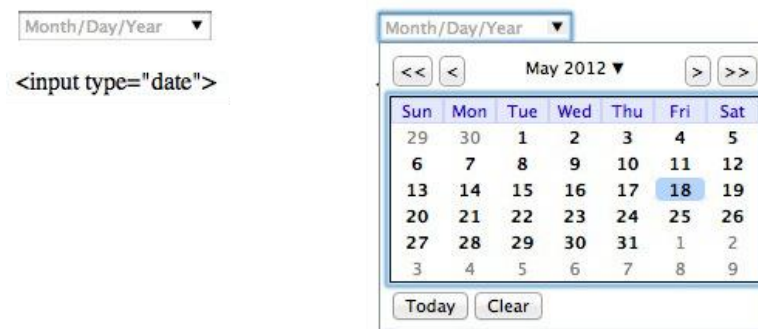 Month/Day/Year ▼
<input type="date">
Month/Day/Year ▼
<< < May 2012 ▼ > >>
Sun Mon Tue Wed Thu Fri Sat
29 30 1 2 3 4 5
6 7 8 9 10 11 12
13 14 15 16 17 18 19
20 21 22 23 24 25 26
27 28 29 30 31 1 2
3 4 5 6 7 8 9
Today Clear